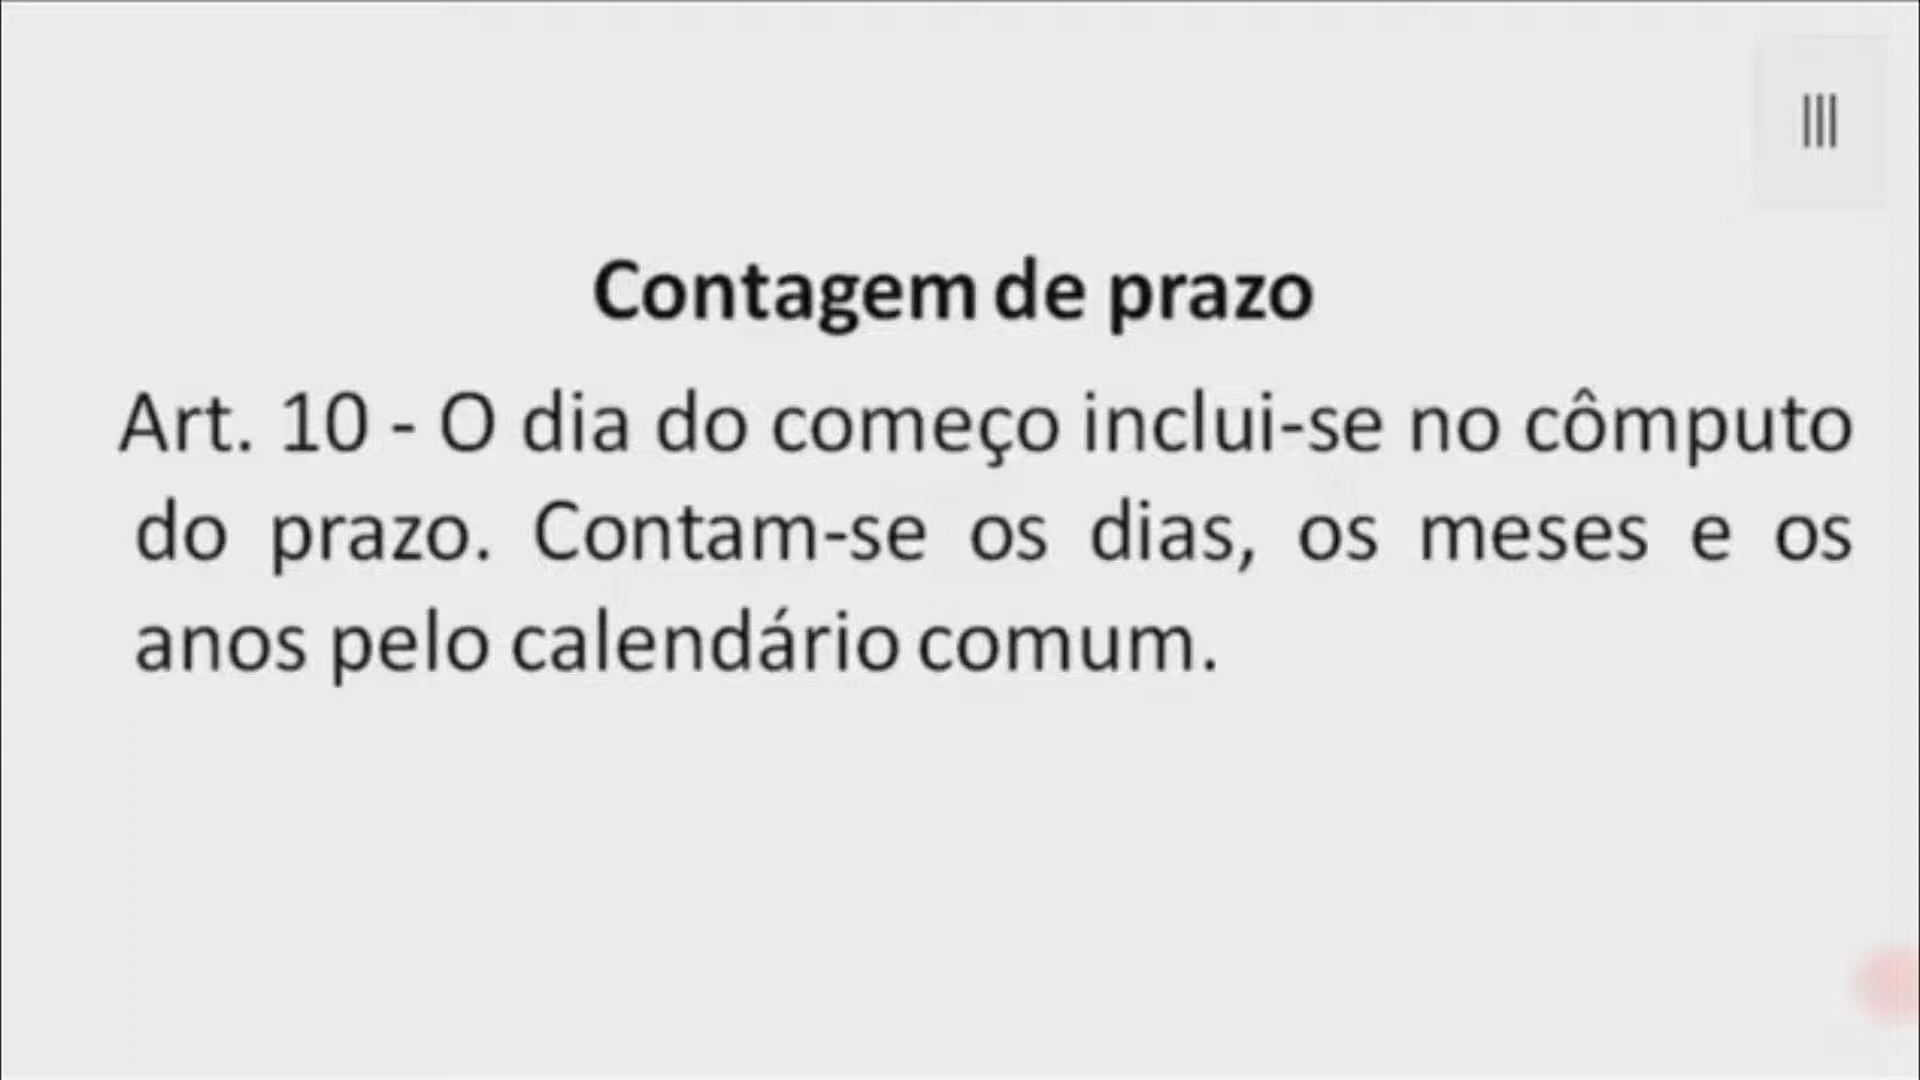 Contagem de prazo
Art. 10 - O dia do começo inclui-se no cômputo
do prazo. Contam-se os dias, os meses e os
anos pelo calendário comum.